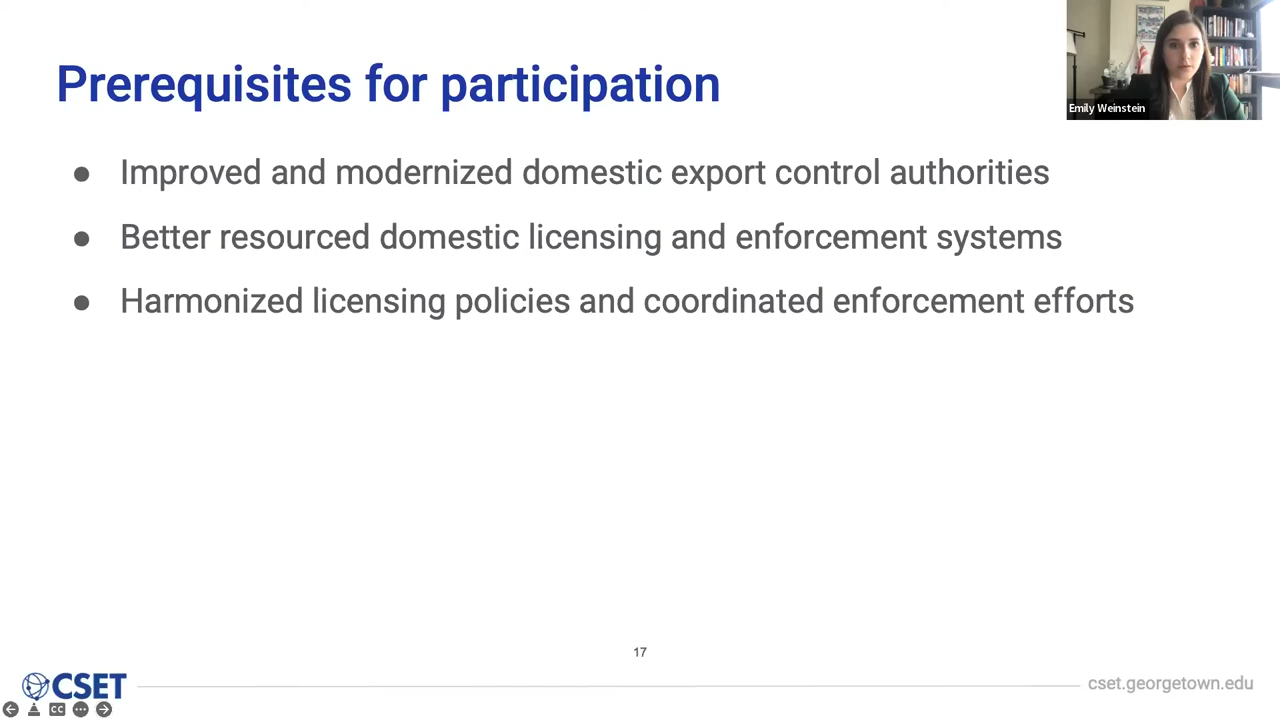 Prerequisites for participation
Emily Weinstein
● Improved and modernized domestic export control authorities
● Better resourced domestic licensing and enforcement systems
● Harmonized licensing policies and coordinated enforcement efforts
17
CSET
cset.georgetown.edu
CC